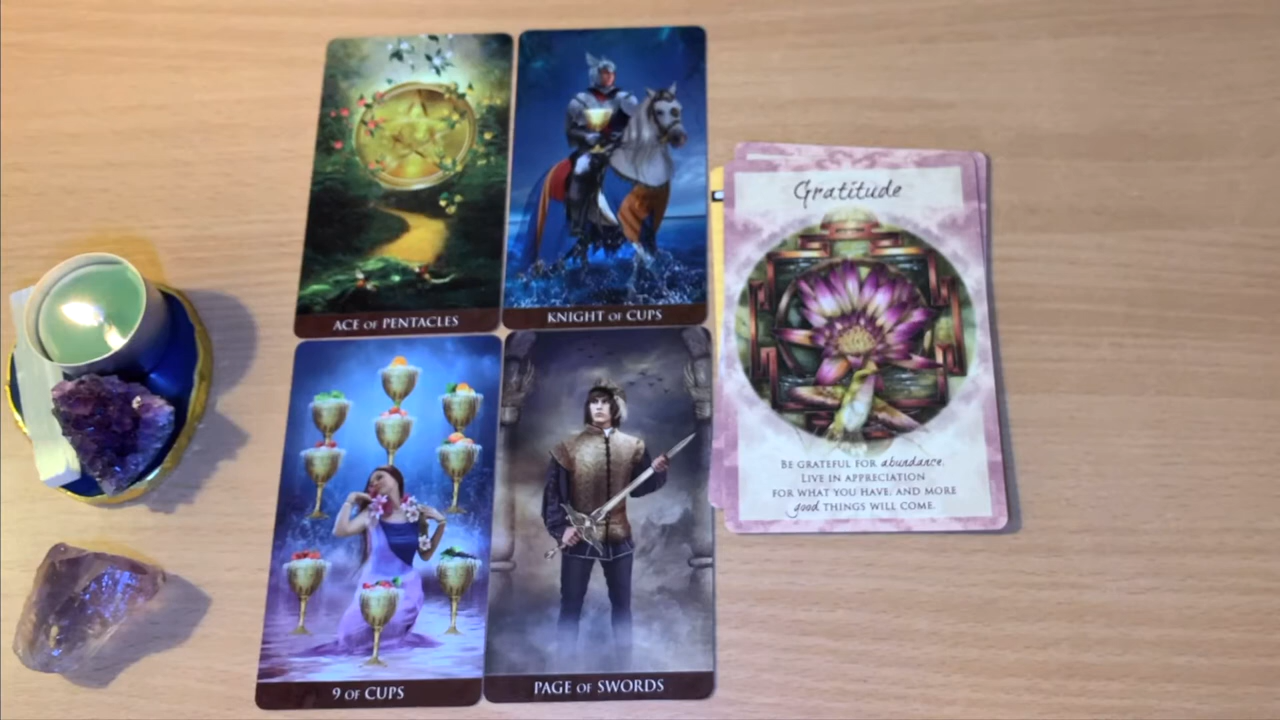 ACE OF PENTACLES
KNIGHT OF CUPS
9 OF CUPS
PAGE OF SWORDS
Gratitude
BE GRATEFUL FOR abundance.
LIVE IN APPRECIATION
FOR WHAT YOU HAVE, AND MORE
good THINGS WILL COME.